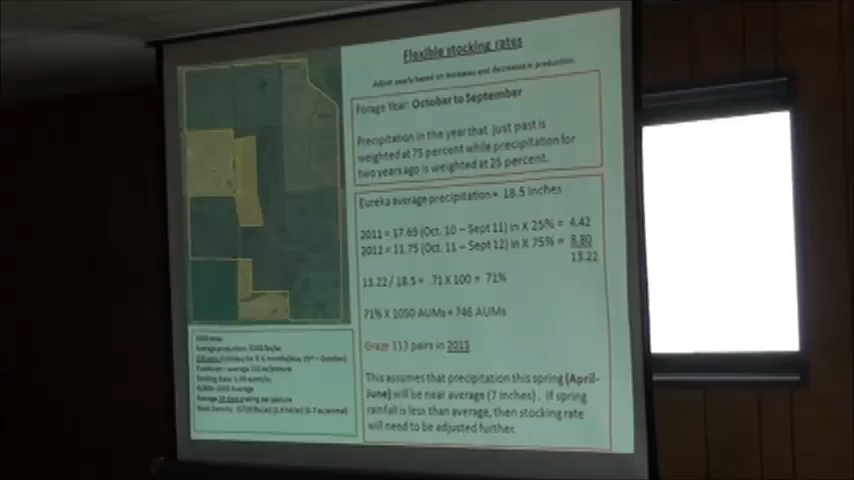 Flexible stocking rates
Adjust yearly based on increases and decreases in production.
Forage Year: October to September
Precipitation in the year that just past is
weighted at 75 percent while precipitation for
two years ago is weighted at 25 percent.
Eureka average precipitation = 18.5 inches
2011 = 17.69 (Oct. 10 – Sept 11) in X 25% = 4.42
2012 = 11.75 (Oct. 11 – Sept 12) in X 75% = 8.80
13.22
13.22 / 18.5 = .71 X 100 = 71%
71% X 1050 AUMs = 746 AUMs
Graze 113 pairs in 2013
This assumes that precipitation this spring (April-
June) will be near average (7 inches). If spring
rainfall is less than average, then stocking rate
will need to be adjusted further.
Average production: